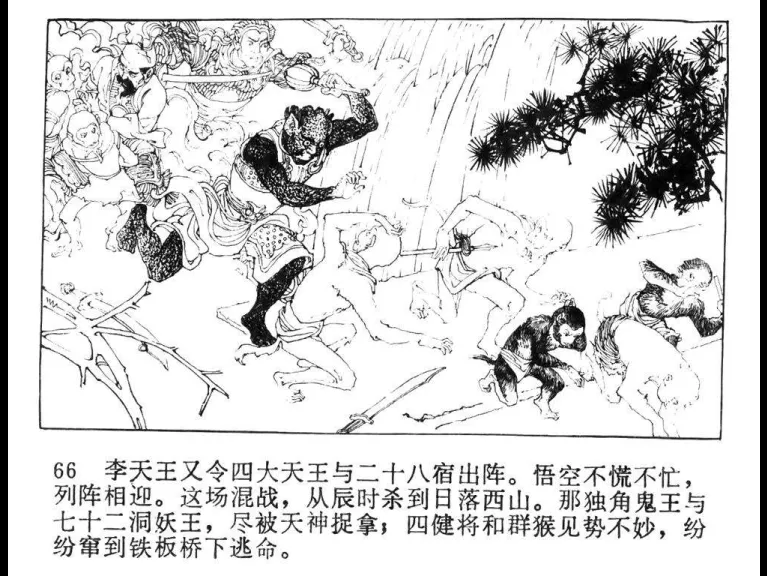 66 李天王又令四大天王与二十八宿出阵。悟空不慌不忙，
列阵相迎。这场混战，从辰时杀到日落西山。那独角鬼王与
七十二洞妖王，尽被天神捉拿；四健将和群猴见势不妙，纷
纷窜到铁板桥下逃命。